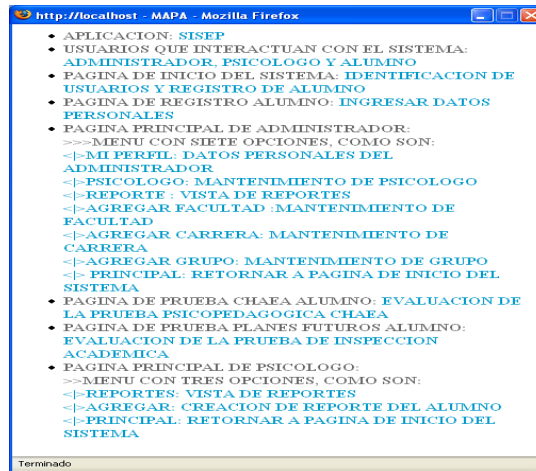 http://localhost - MAPA - Mozilla Firefox
APLICACION: SISEP
USUARIOS QUE INTERACTUAN CON EL SISTEMA:
ADMINISTRADOR, PSICOLOGO Y ALUMNO
PAGINA DE INICIO DEL SISTEMA: IDENTIFICACION DE
USUARIOS Y REGISTRO DE ALUMNO
PAGINA DE REGISTRO ALUMNO: INGRESAR DATOS
PERSONALES
PAGINA PRINCIPAL DE ADMINISTRADOR:
>>>MENU CON SIETE OPCIONES, COMO SON:
<|>MI PERFIL: DATOS PERSONALES DEL
ADMINISTRADOR
<|>PSICOLOGO: MANTENIMIENTO DE PSICOLOGO
<|>REPORTE : VISTA DE REPORTES
<|>AGREGAR FACULTAD :MANTENIMIENTO DE
FACULTAD
<|>AGREGAR CARRERA: MANTENIMIENTO DE
CARRERA
<|>AGREGAR GRUPO: MANTENIMIENTO DE GRUPO
<|> PRINCIPAL: RETORNAR A PAGINA DE INICIO DEL
SISTEMA
PAGINA DE PRUEBA CHAEA ALUMNO: EVALUACION DE
LA PRUEBA PSICOPEDAGOGICA CHAEA
PAGINA DE PRUEBA PLANES FUTUROS ALUMNO:
EVALUACION DE LA PRUEBA DE INSPECCION
ACADEMICA
PAGINA PRINCIPAL DE PSICOLOGO:
>>MENU CON TRES OPCIONES, COMO SON:
<|>REPORTES: VISTA DE REPORTES
<|>AGREGAR: CREACION DE REPORTE DEL ALUMNO
<|>PRINCIPAL: RETORNAR A PAGINA DE INICIO DEL
SISTEMA
Terminado